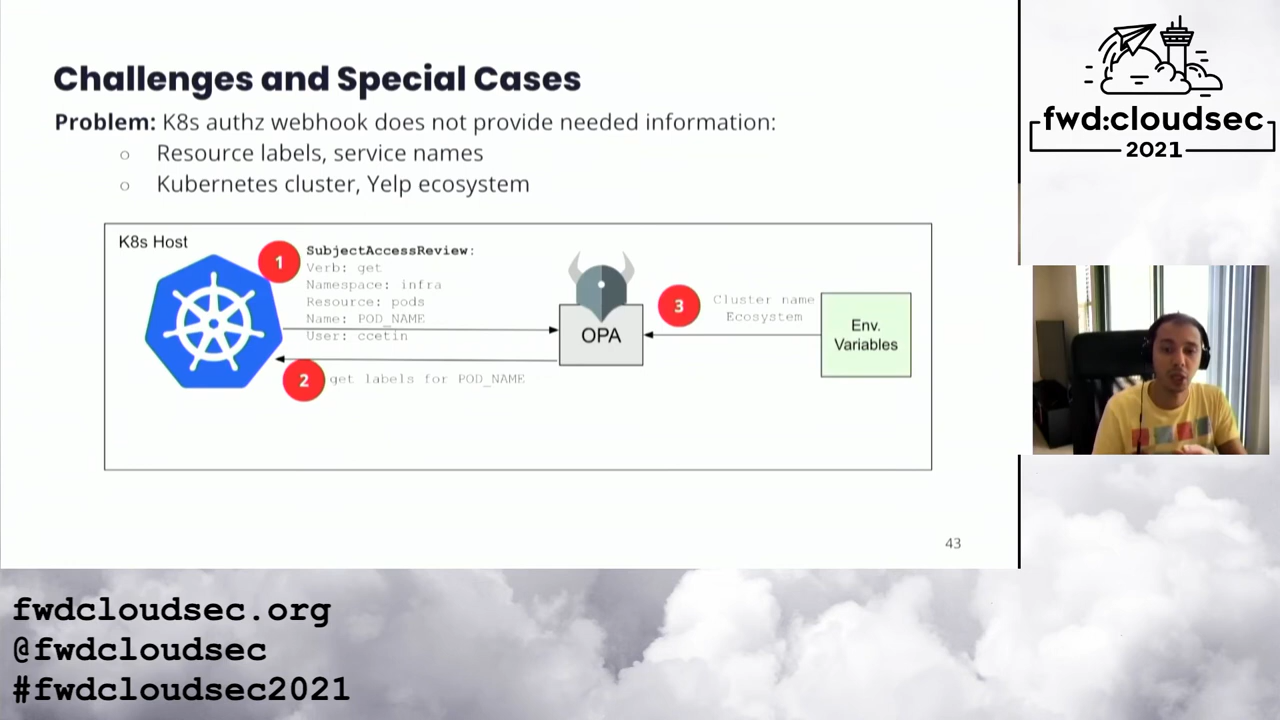 Challenges and Special Cases
Problem: K8s authz webhook does not provide needed information:
○ Resource labels, service names
○ Kubernetes cluster, Yelp ecosystem
K8s Host
1
SubjectAccessReview:
Verb: get
Namespace: infra
Resource: pods
Name: POD_NAME
User: ccetin
2
get labels for POD_NAME
OPA
3
Cluster name
Ecosystem
Env.
Variables
43
fwd:cloudsec
2021
fwdcloudsec.org
@fwdcloudsec
#fwdcloudsec2021